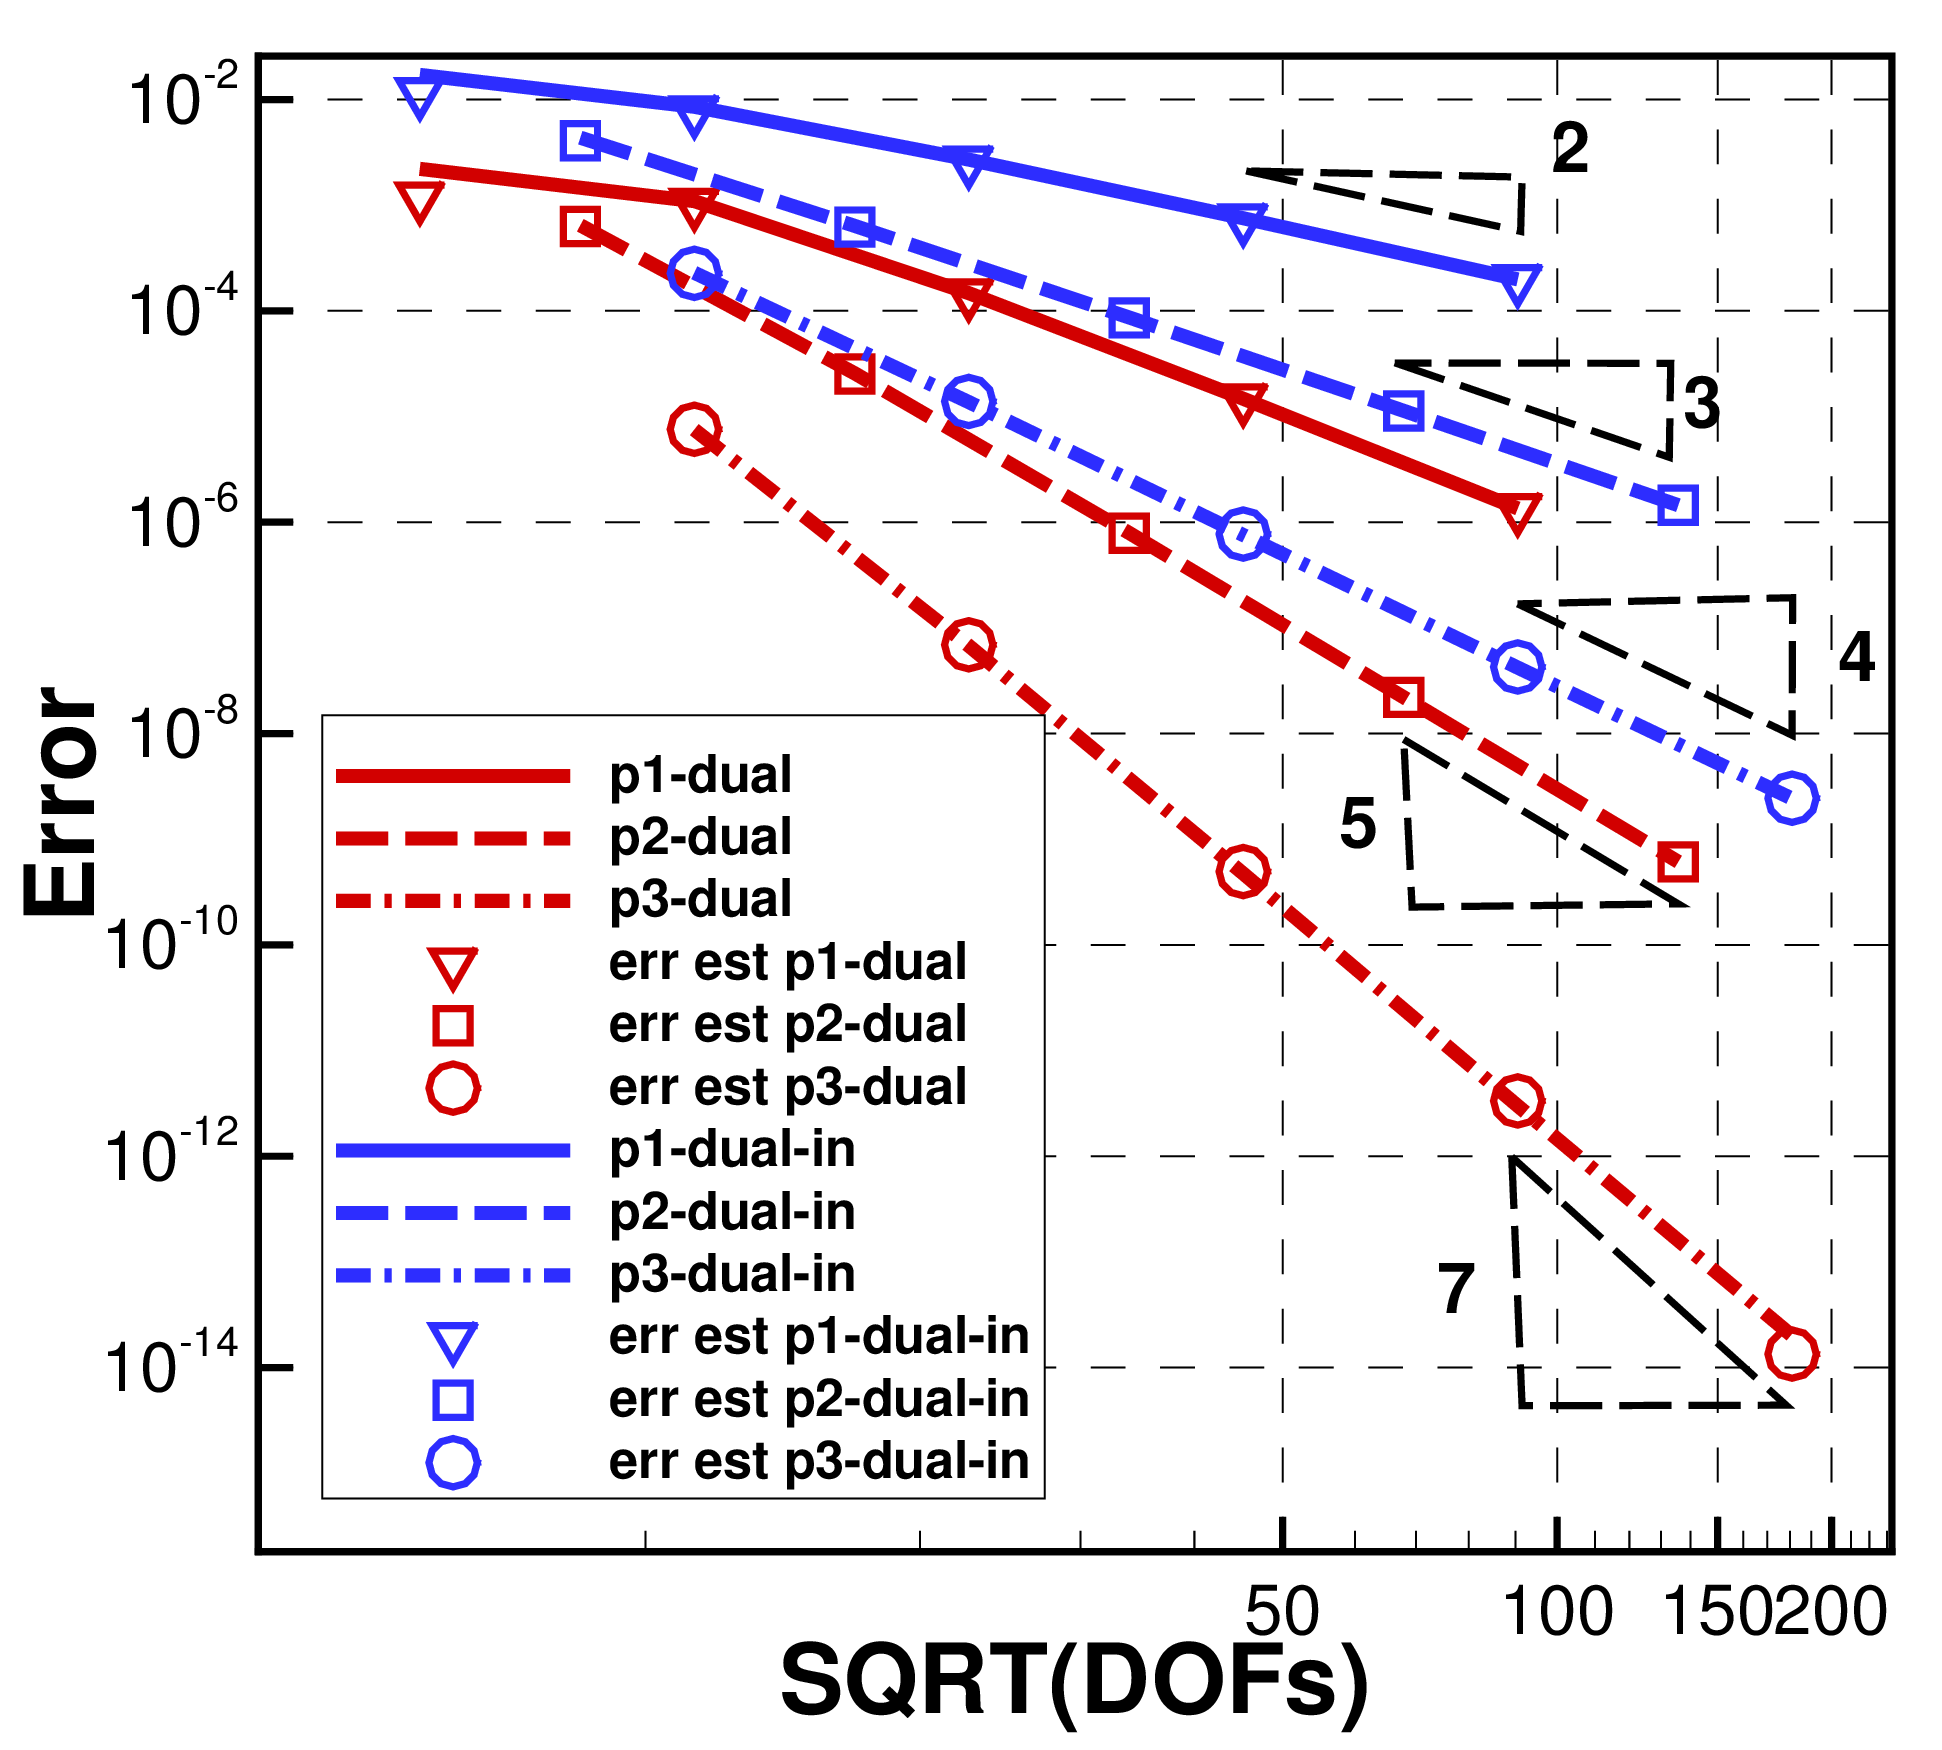 10^-2
10^-4
10^-6
10^-8
10^-10
10^-12
10^-14
Error
2
3
4
5
7
p1-dual
p2-dual
p3-dual
err est p1-dual
err est p2-dual
err est p3-dual
p1-dual-in
p2-dual-in
p3-dual-in
err est p1-dual-in
err est p2-dual-in
err est p3-dual-in
50 100 150 200
SQRT(DOFs)